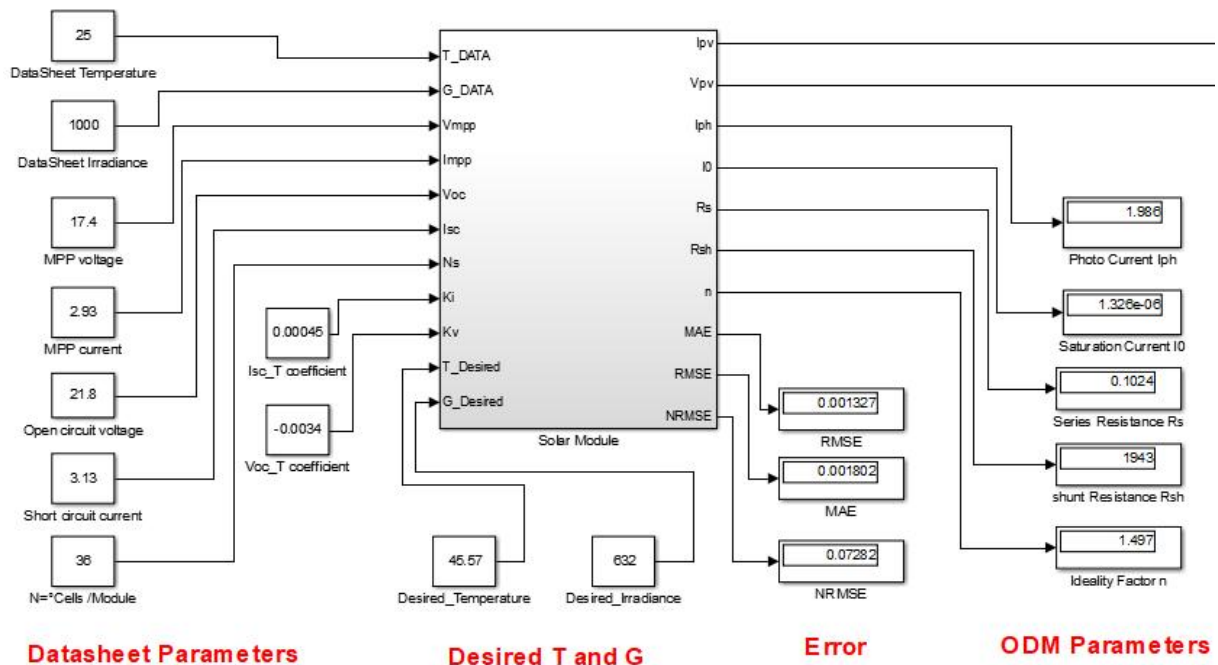 25
DataSheet Temperature
1000
DataSheet Irradiance
17.4
MPP voltage
2.93
MPP current
21.8
Open circuit voltage
3.13
Short circuit current
36
N=°Cells /Module
0.00045
Isc_T coefficient
-0.0034
Voc_T coefficient
T_DATA
G_DATA
Vmpp
Impp
Voc
Isc
Ns
Ki
Kv
T_Desired
G_Desired
Ipv
Vpv
Iph
I0
Rs
Rsh
n
MAE
RMSE
NRMSE
Solar Module
45.57
Desired_Temperature
632
Desired_Irradiance
0.001327
RMSE
0.001802
MAE
0.07282
NRMSE
1.986
Photo Current Iph
1.326e-06
Saturation Current I0
0.1024
Series Resistance Rs
1943
shunt Resistance Rsh
1.497
Ideality Factor n
Datasheet Parameters
Desired T and G
Error
ODM Parameters